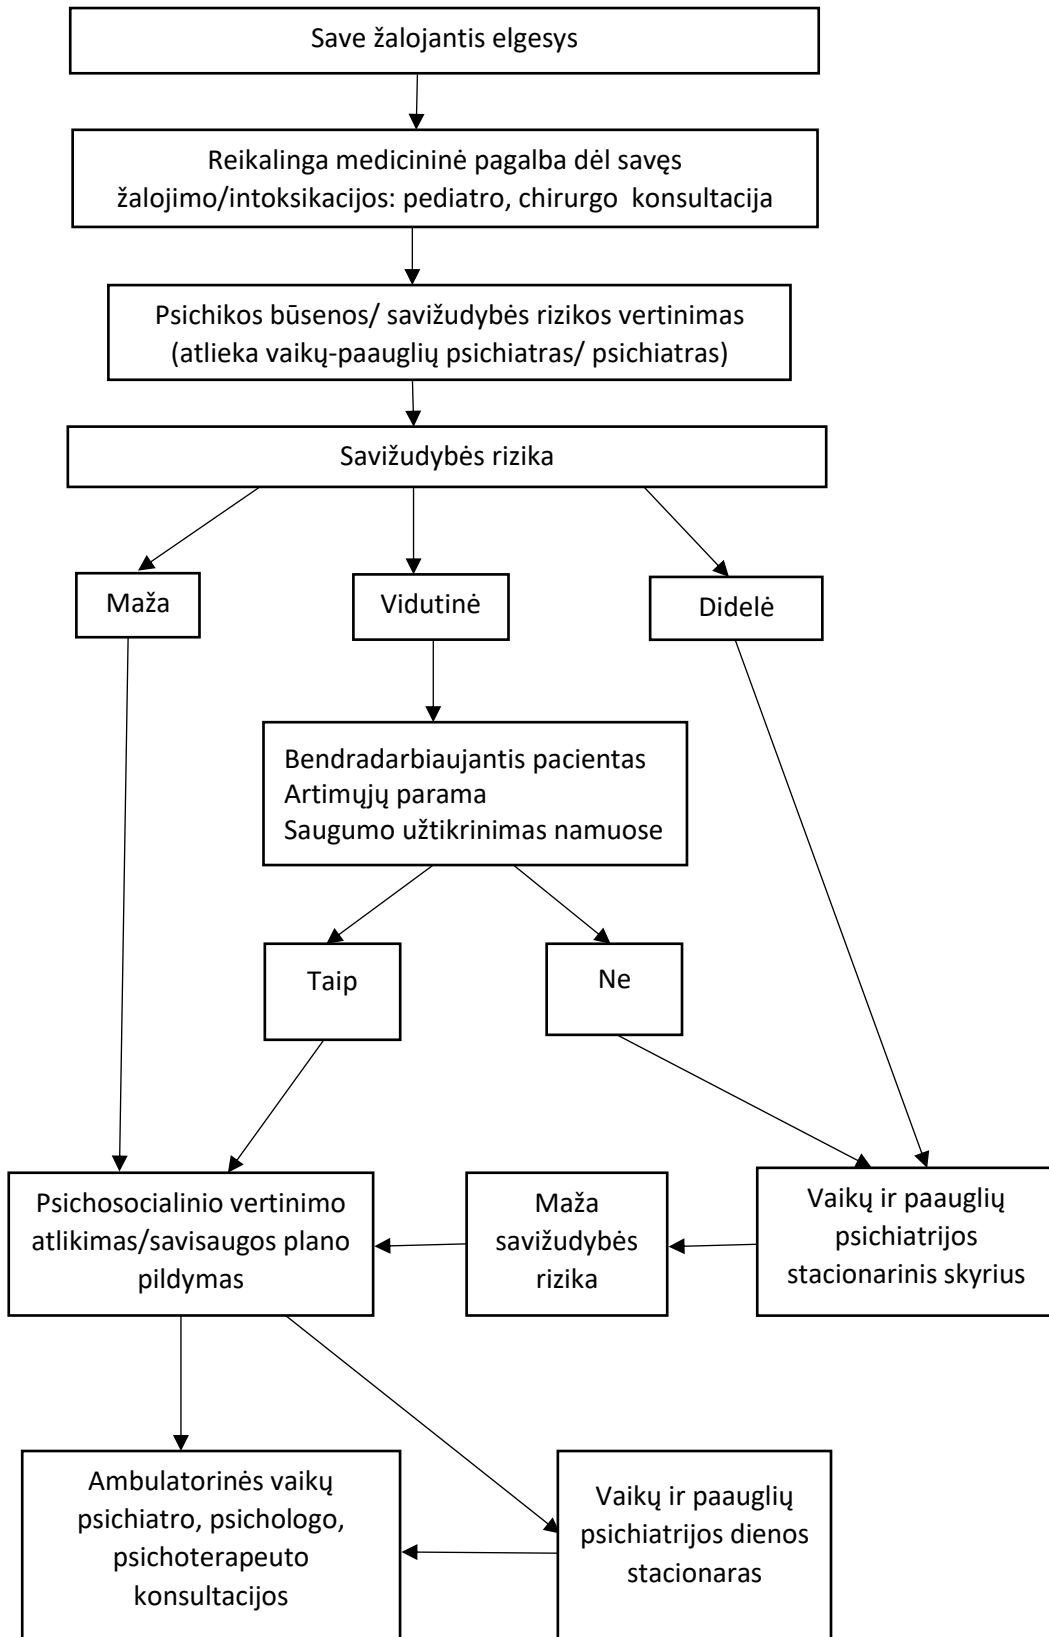 Save žalojantis elgesys
Reikalinga medicininė pagalba dėl savęs
žalojimo/intoksikacijos: pediatro, chirurgo konsultacija
Psichikos būsenos/ savižudybės rizikos vertinimas
(atlieka vaikų-paauglių psichiatras/ psichiatras)
Savižudybės rizika
Maža
Vidutinė
Didelė
Bendradarbiaujantis pacientas
Artimųjų parama
Saugumo užtikrinimas namuose
Taip
Ne
Psichosocialinio vertinimo
atlikimas/savisaugos plano
pildymas
Maža
savižudybės
rizika
Vaikų ir paauglių
psichiatrijos
stacionarinis skyrius
Ambulatorinės vaikų
psichiatro, psichologo,
psichoterapeuto
konsultacijos
Vaikų ir paauglių
psichiatrijos dienos
stacionaras